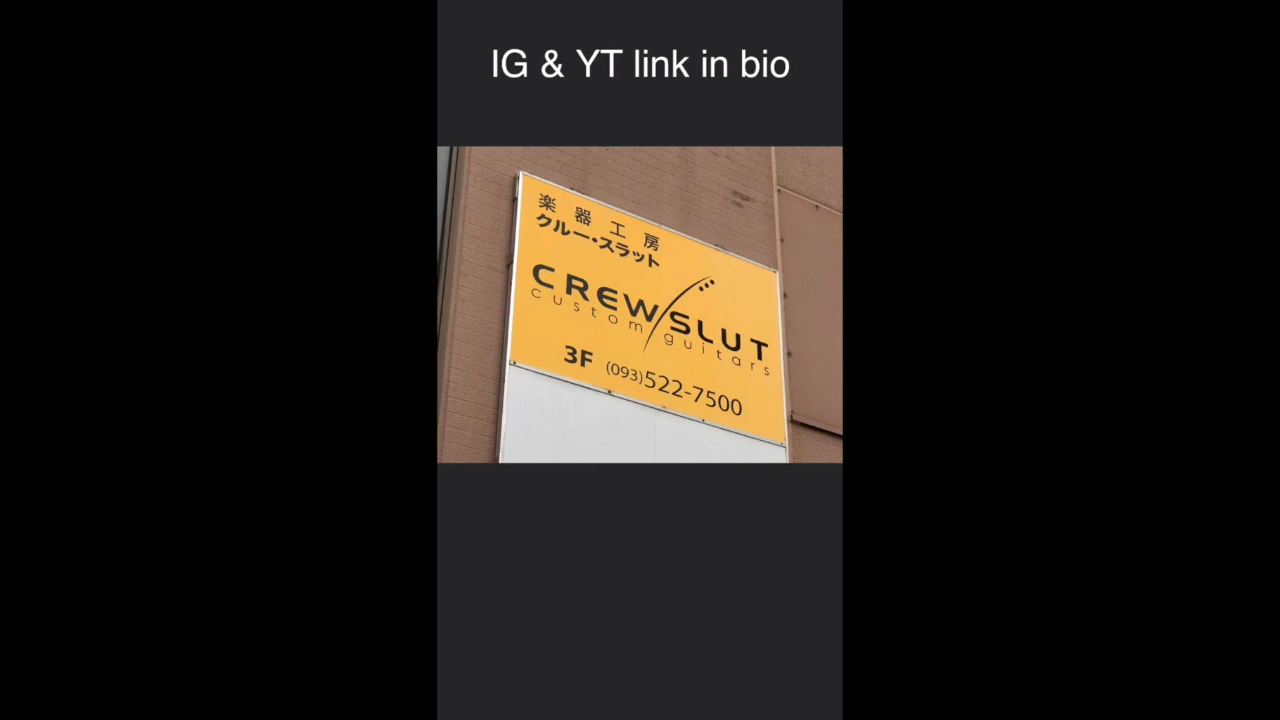 IG & YT link in bio
楽器工房
クルー・スラット
CREW SLUT
custom guitars
3F (093)522-7500